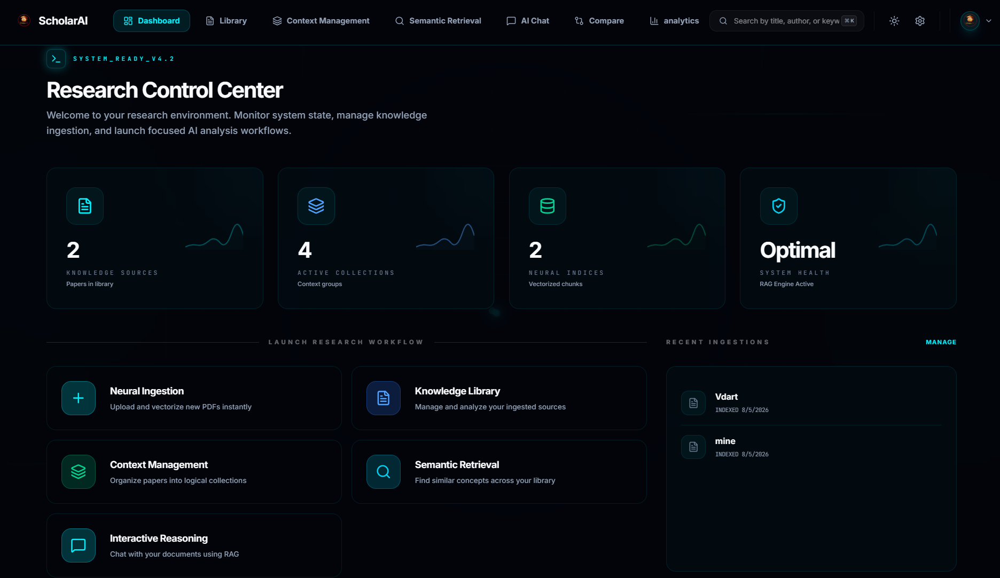 ScholarAI
Dashboard
Library
Context Management
Semantic Retrieval
AI Chat
Compare
analytics
Search by title, author, or keyw
⌘ K
SYSTEM_READY_V4.2
Research Control Center
Welcome to your research environment. Monitor system state, manage knowledge
ingestion, and launch focused AI analysis workflows.
2
KNOWLEDGE SOURCES
Papers in library
4
ACTIVE COLLECTIONS
Context groups
2
NEURAL INDICES
Vectorized chunks
Optimal
SYSTEM HEALTH
RAG Engine Active
LAUNCH RESEARCH WORKFLOW
Neural Ingestion
Upload and vectorize new PDFs instantly
Knowledge Library
Manage and analyze your ingested sources
Context Management
Organize papers into logical collections
Semantic Retrieval
Find similar concepts across your library
Interactive Reasoning
Chat with your documents using RAG
RECENT INGESTIONS
MANAGE
Vdart
INDEXED 8/5/2026
mine
INDEXED 8/5/2026